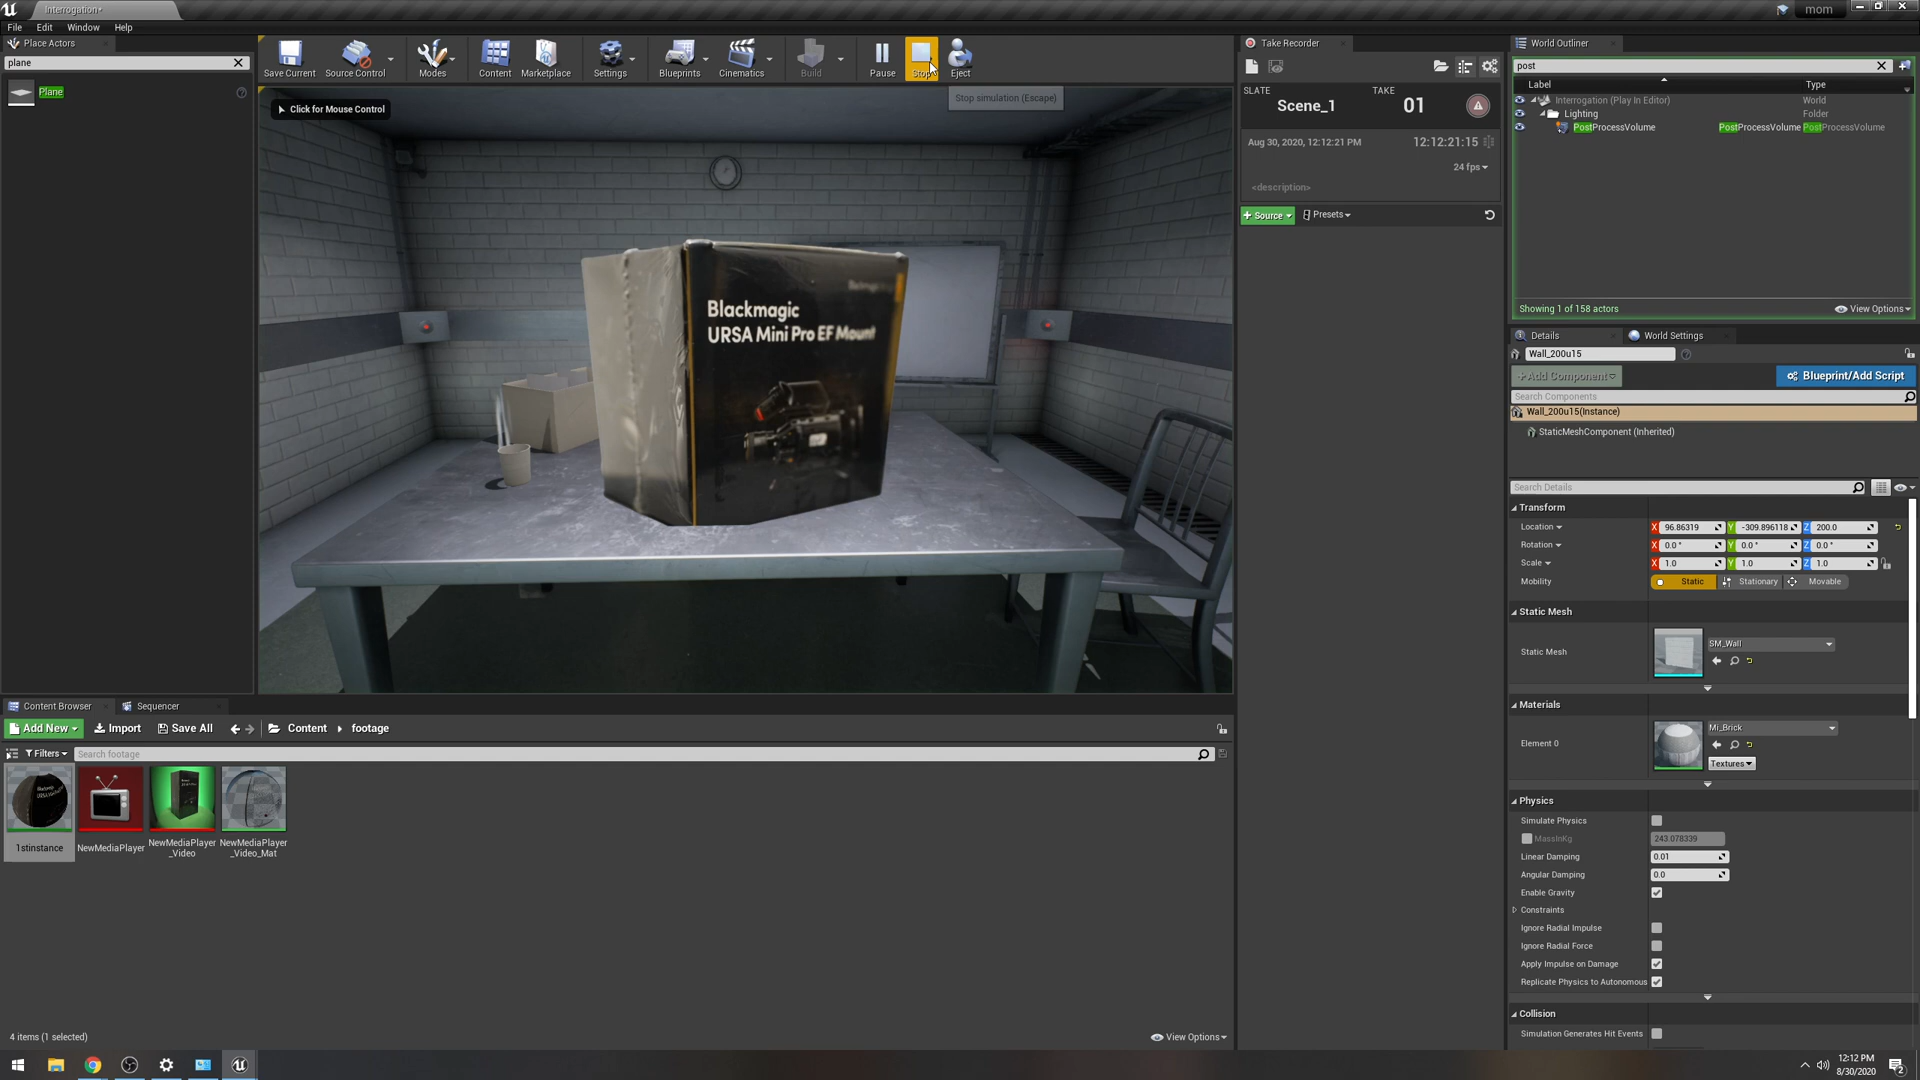 Interrogation*
mom
File Edit Window Help
Place Actors
plane
Plane
Save Current
Source Control
Modes
Content
Marketplace
Settings
Blueprints
Cinematics
Build
Pause
Stop
Eject
Click for Mouse Control
Stop simulation (Escape)
Blackmagic
URSA Mini Pro EF Mount
Take Recorder
SLATE
Scene_1
TAKE
01
Aug 30, 2020, 12:12:21 PM
12:12:21:15
24 fps
<description>
Source
Presets
World Outliner
post
Label Type
Interrogation (Play In Editor) World
Lighting Folder
PostProcessVolume PostProcessVolume PostProcessVolume
Showing 1 of 158 actors
View Options
Details
World Settings
Wall_200u15
+Add Component
Blueprint/Add Script
Search Components
Wall_200u15(Instance)
StaticMeshComponent (Inherited)
Search Details
Transform
Location X 96.86319 Y -309.896118 Z 200.0
Rotation X 0.0 ° Y 0.0 ° Z 0.0 °
Scale X 1.0 Y 1.0 Z 1.0
Mobility Static Stationary Movable
Static Mesh
Static Mesh SM_Wall
Materials
Element 0 Mi_Brick
Textures
Physics
Simulate Physics
MassInKg 243.078339
Linear Damping 0.01
Angular Damping 0.0
Enable Gravity
Constraints
Ignore Radial Impulse
Ignore Radial Force
Apply Impulse on Damage
Replicate Physics to Autonomous
Collision
Simulation Generates Hit Events
Content Browser
Sequencer
Add New
Import
Save All
Content
footage
Filters
Search footage
1stinstance
NewMediaPlayer
NewMediaPlayer
_Video
NewMediaPlayer
_Video_Mat
4 items (1 selected)
View Options
12:12 PM
8/30/2020
2